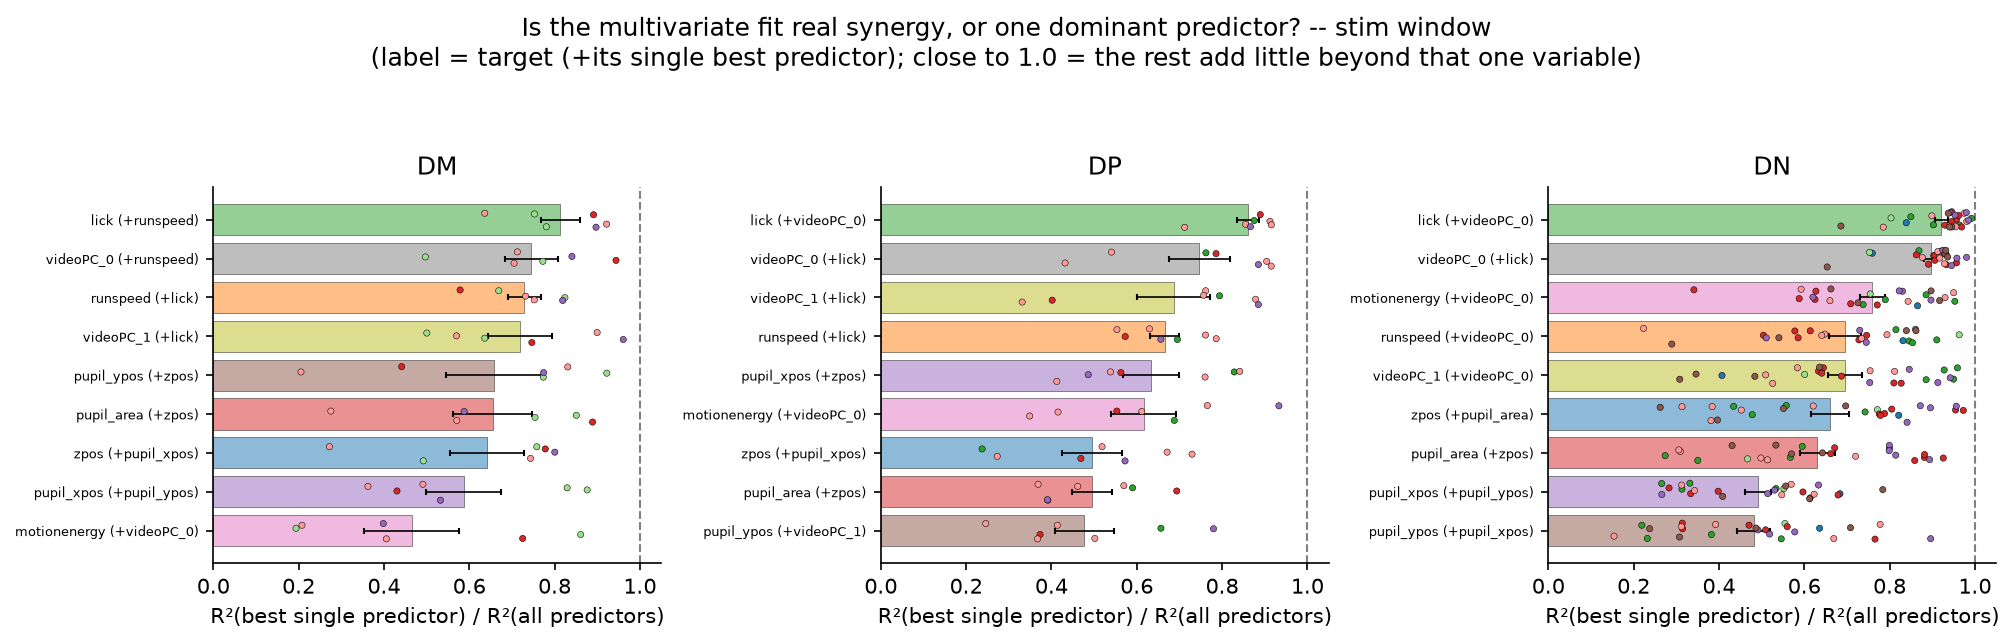 Is the multivariate fit real synergy, or one dominant predictor? -- stim window
(label = target (+its single best predictor); close to 1.0 = the rest add little beyond that one variable)
DM
lick (+runspeed)
videoPC_0 (+runspeed)
runspeed (+lick)
videoPC_1 (+lick)
pupil_ypos (+zpos)
pupil_area (+zpos)
zpos (+pupil_xpos)
pupil_xpos (+pupil_ypos)
motionenergy (+videoPC_0)
0.0 0.2 0.4 0.6 0.8 1.0
R²(best single predictor) / R²(all predictors)
DP
lick (+videoPC_0)
videoPC_0 (+lick)
videoPC_1 (+lick)
runspeed (+lick)
pupil_xpos (+zpos)
motionenergy (+videoPC_0)
zpos (+pupil_xpos)
pupil_area (+zpos)
pupil_ypos (+videoPC_1)
0.0 0.2 0.4 0.6 0.8 1.0
R²(best single predictor) / R²(all predictors)
DN
lick (+videoPC_0)
videoPC_0 (+lick)
motionenergy (+videoPC_0)
runspeed (+videoPC_0)
videoPC_1 (+videoPC_0)
zpos (+pupil_area)
pupil_area (+zpos)
pupil_xpos (+pupil_ypos)
pupil_ypos (+pupil_xpos)
0.0 0.2 0.4 0.6 0.8 1.0
R²(best single predictor) / R²(all predictors)